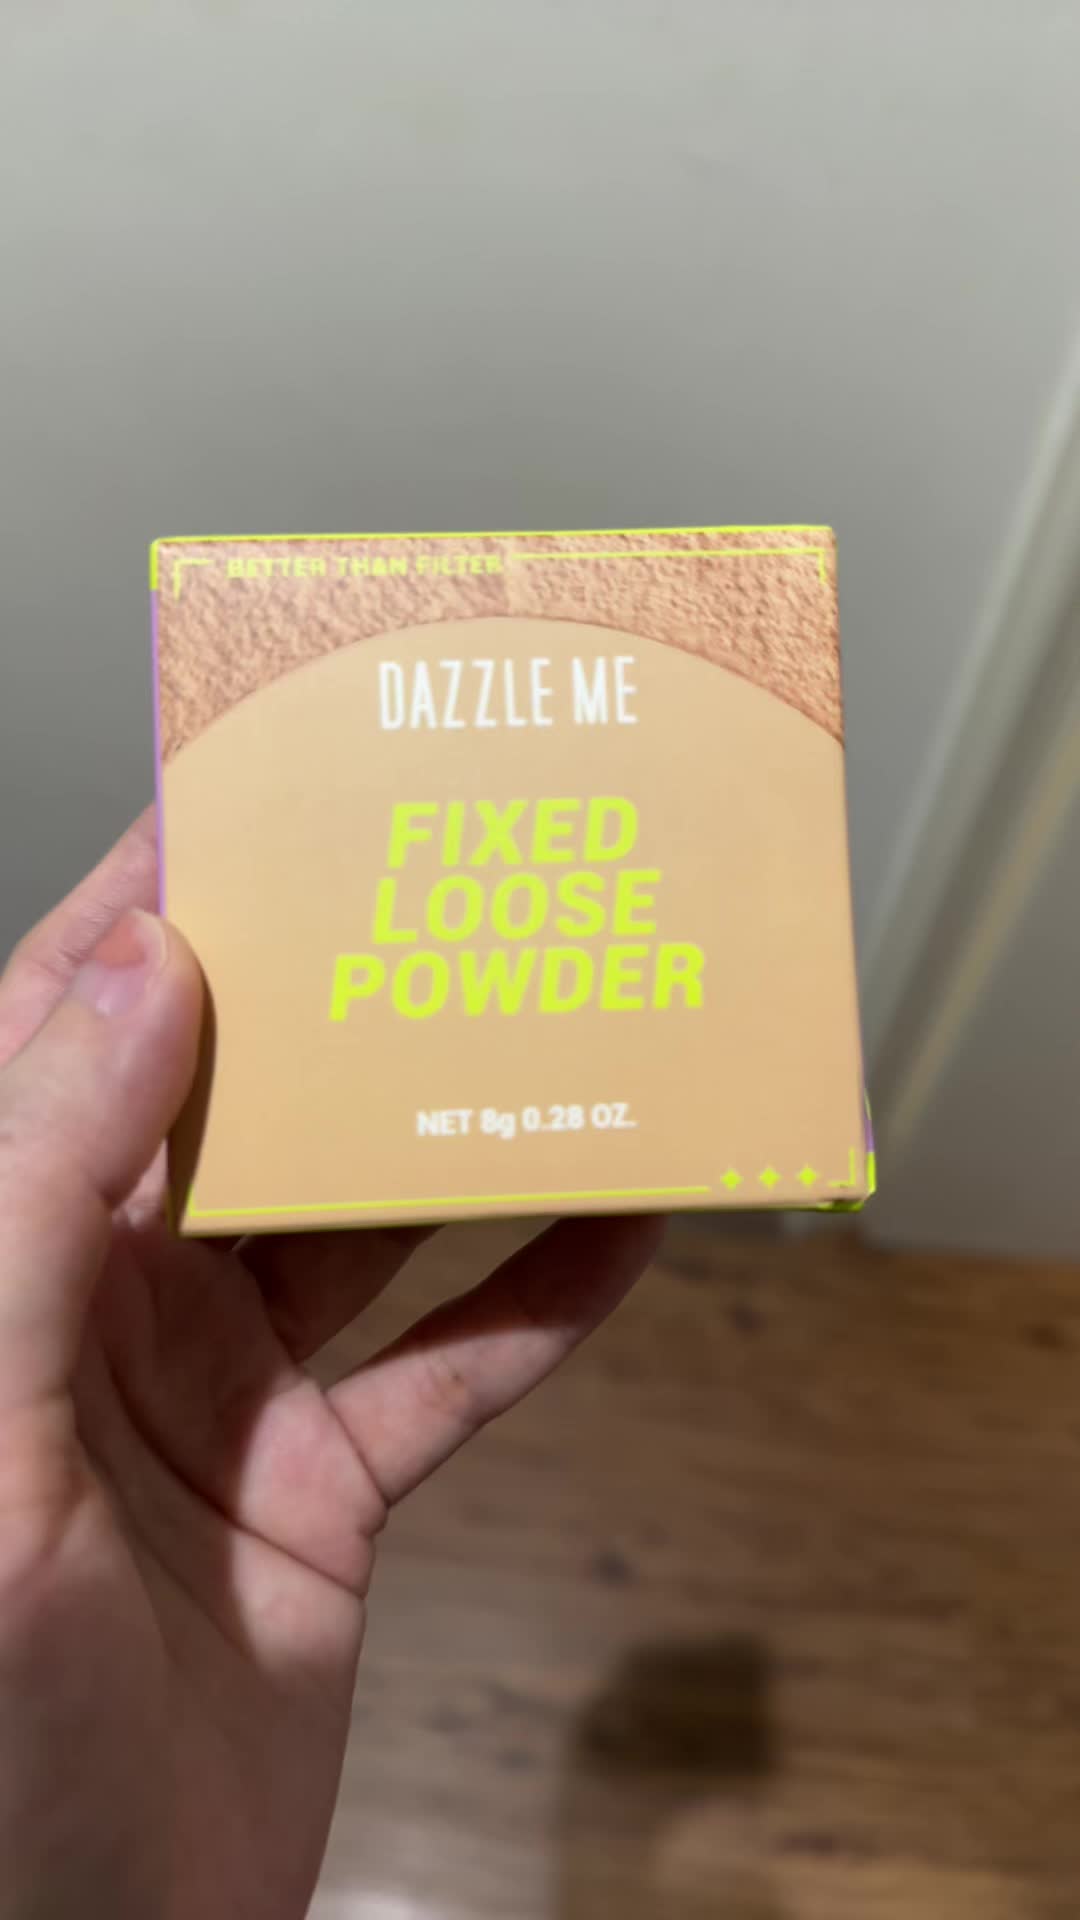 BETTER THAN FILTER
DAZZLE ME
FIXED
LOOSE
POWDER
NET 8g 0.28 OZ.